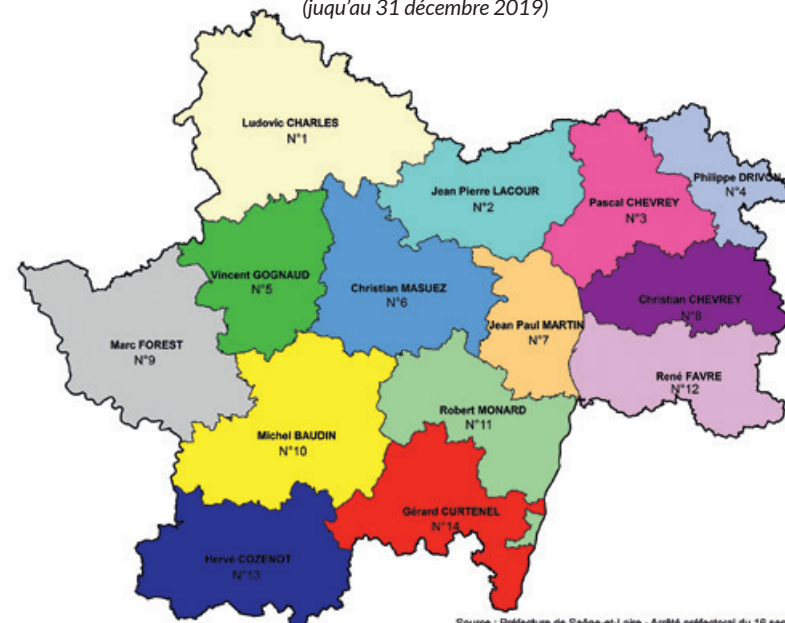 (juqu'au 31 décembre 2019)
Ludovic CHARLES
N°1
Jean Pierre LACOUR
N°2
Pascal CHEVREY
N°3
Philippe DRIVON
N°4
Vincent GOGNAUD
N°5
Christian MASUEZ
N°6
Jean Paul MARTIN
N°7
Christian CHEVREY
N°8
Marc FOREST
N°9
René FAVRE
N°12
Robert MONARD
N°11
Michel BAUDIN
N°10
Gérard CURTENEL
N°14
Hervé COZENOT
N°13
Source : Préfecture de Saône-et-Loire - Arrêté préfectoral du 16